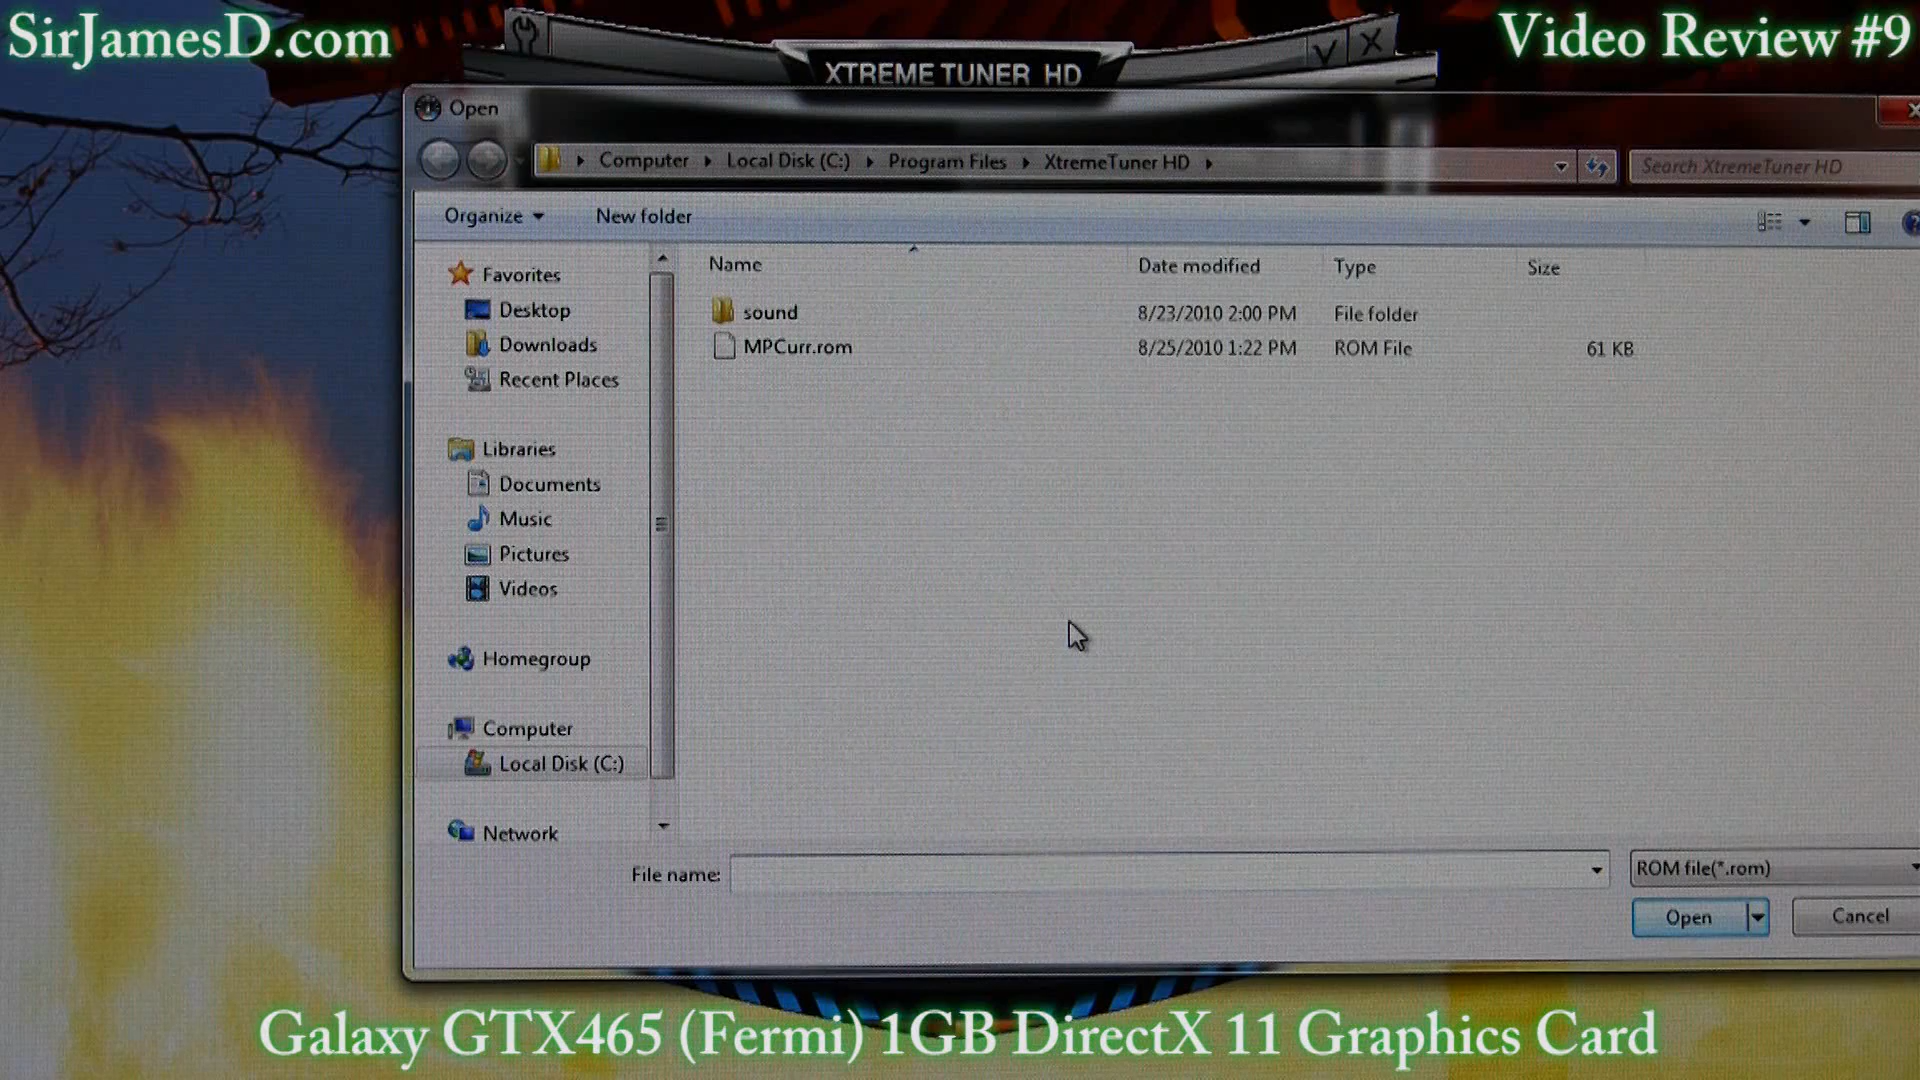 SirJamesD.com
Video Review #9
XTREME TUNER HD
Open
Computer Local Disk (C:) Program Files XtremeTuner HD
Search XtremeTuner HD
Organize New folder
Name Date modified Type Size
Favorites
Desktop
Downloads
Recent Places
Libraries
Documents
Music
Pictures
Videos
Homegroup
Computer
Local Disk (C:)
Network
sound 8/23/2010 2:00 PM File folder
MPCurr.rom 8/25/2010 1:22 PM ROM File 61 KB
File name:
ROM file(*.rom)
Open Cancel
Galaxy GTX465 (Fermi) 1GB DirectX 11 Graphics Card